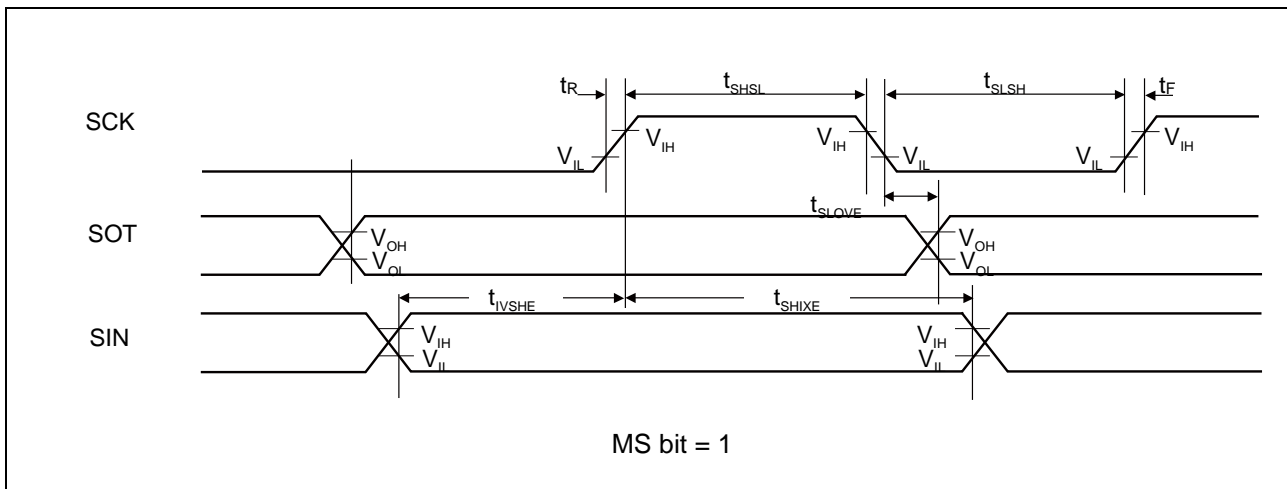 tR tSHSL tSLSH tF
SCK
VIH VIH VIH
VIL VIL VIL
tSLOVE
SOT
VOH VOH
VOL VOL
tIVSHE tSHIXE
SIN
VIH VIH
VIL VIL
MS bit = 1